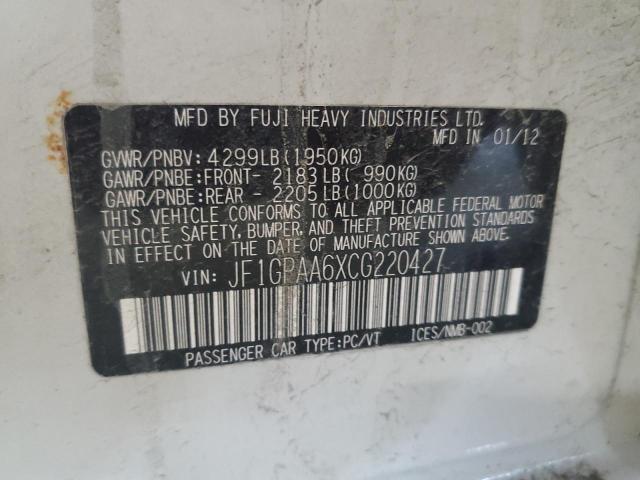 MFD BY FUJI HEAVY INDUSTRIES LTD.
MFD IN 01/12
GVWR/PNBV: 4299LB(1950KG)
GAWR/PNBE:FRONT- 2183LB( 990KG)
GAWR/PNBE:REAR - 2205LB(1000KG)
THIS VEHICLE CONFORMS TO ALL APPLICABLE FEDERAL MOTOR
VEHICLE SAFETY, BUMPER, AND THEFT PREVENTION STANDARDS
IN EFFECT ON THE DATE OF MANUFACTURE SHOWN ABOVE.
VIN: JF1GPAA6XCG220427
PASSENGER CAR TYPE:PC/VT ICES/NMB-002